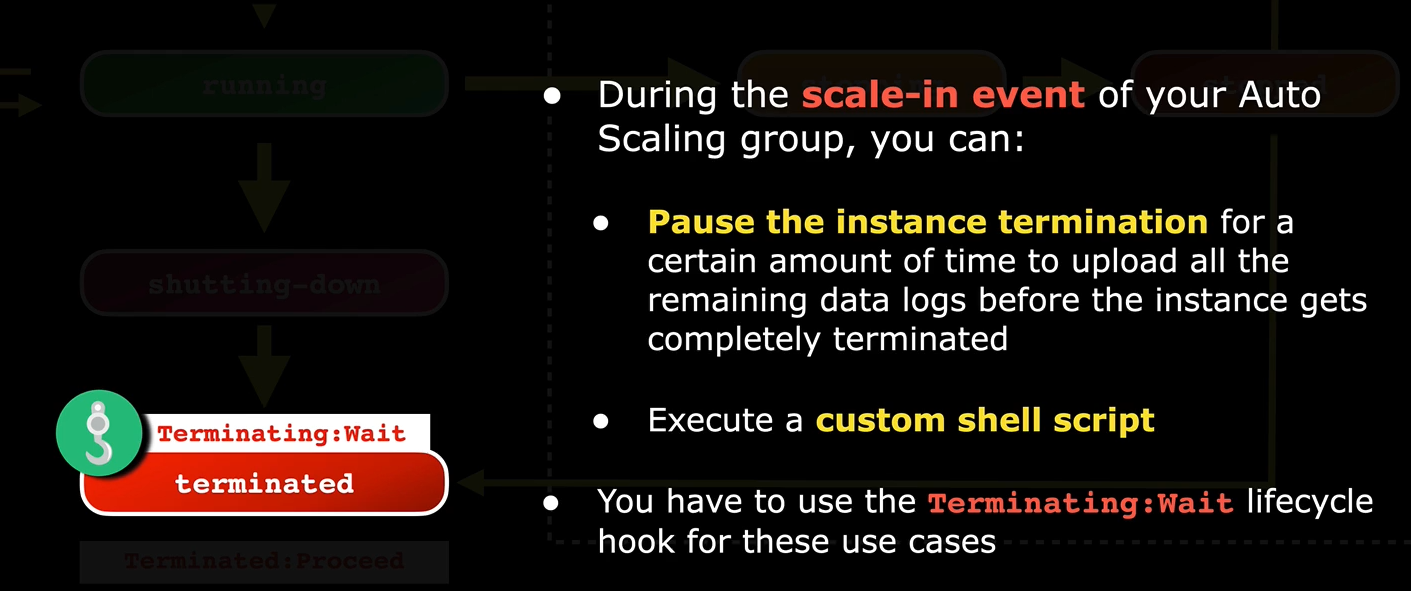 running
stopping
stopped
● During the scale-in event of your Auto
Scaling group, you can:
● Pause the instance termination for a
certain amount of time to upload all the
remaining data logs before the instance gets
completely terminated
shutting-down
● Execute a custom shell script
Terminating:Wait
terminated
● You have to use the Terminating:Wait lifecycle
hook for these use cases
Terminated:Proceed